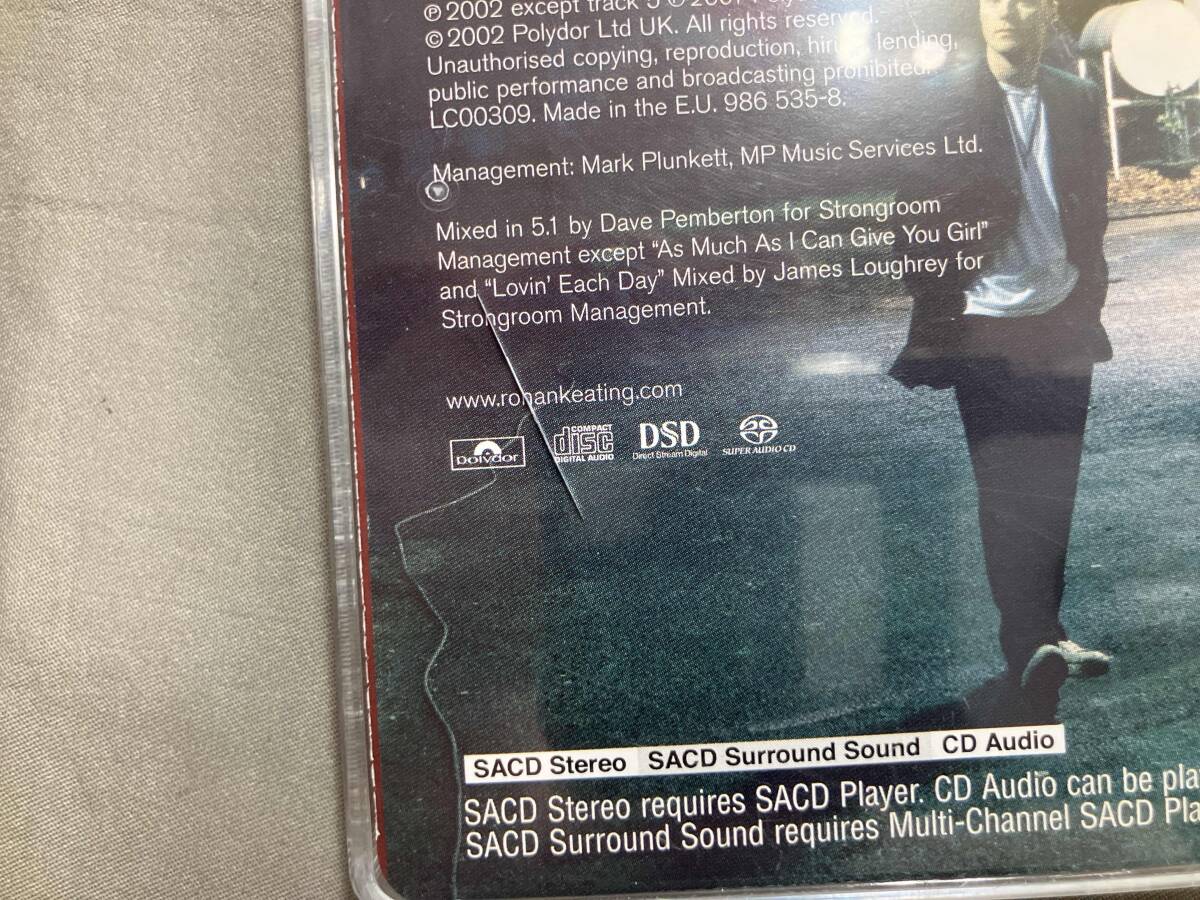 ℗ 2002 except track 5 ℗ 2001
© 2002 Polydor Ltd UK. All rights reserved.
Unauthorised copying, reproduction, hiring, lending,
public performance and broadcasting prohibited.
LC00309. Made in the E.U. 986 535-8.
Management: Mark Plunkett, MP Music Services Ltd.
Mixed in 5.1 by Dave Pemberton for Strongroom
Management except “As Much As I Can Give You Girl”
and “Lovin’ Each Day” Mixed by James Loughrey for
Strongroom Management.
www.ronankeating.com
polydor
COMPACT
disc
DIGITAL AUDIO
DSD
Direct Stream Digital
SUPER AUDIO CD
SACD Stereo SACD Surround Sound CD Audio
SACD Stereo requires SACD Player. CD Audio can be pla
SACD Surround Sound requires Multi-Channel SACD Pla